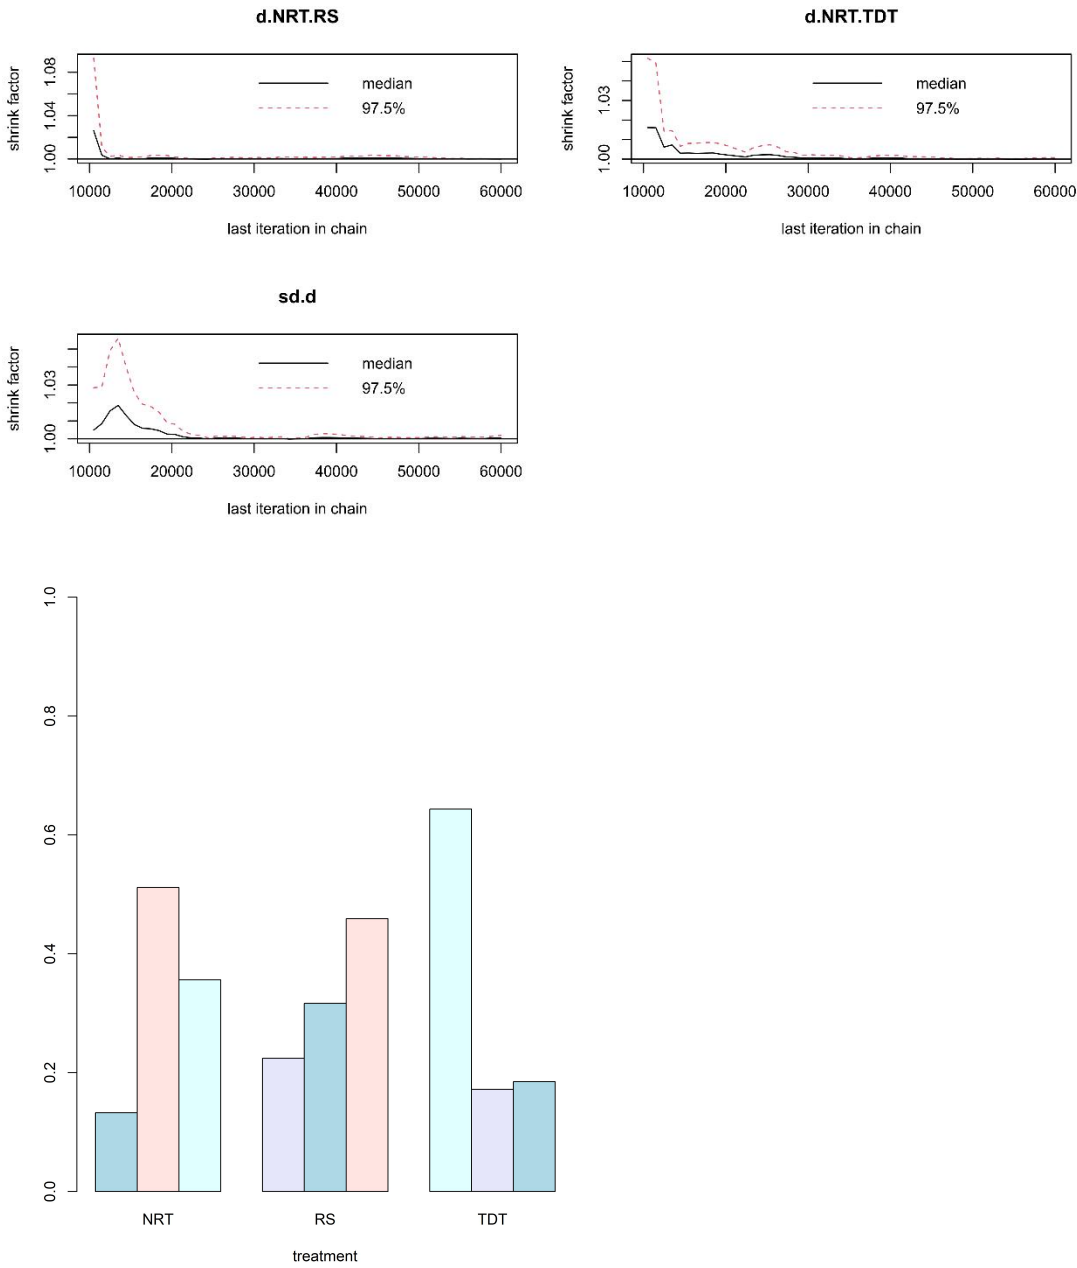 d.NRT.RS
shrink factor
1.08
1.04
1.00
median
97.5%
10000 20000 30000 40000 50000 60000
last iteration in chain
d.NRT.TDT
shrink factor
1.03
1.00
median
97.5%
10000 20000 30000 40000 50000 60000
last iteration in chain
sd.d
shrink factor
1.03
1.00
median
97.5%
10000 20000 30000 40000 50000 60000
last iteration in chain
1.0
0.8
0.6
0.4
0.2
0.0
NRT RS TDT
treatment